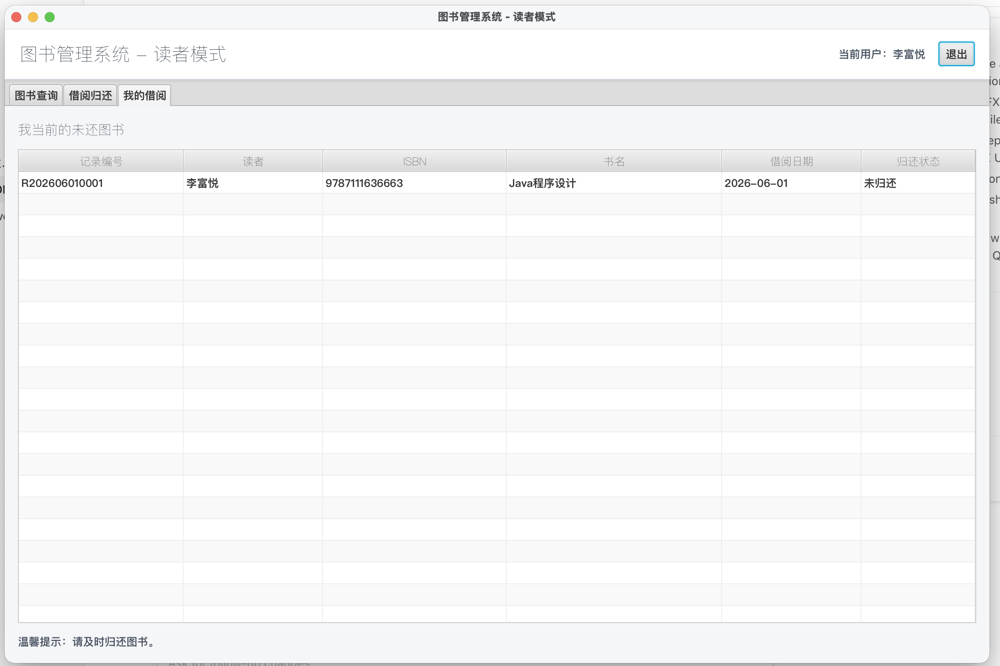 图书管理系统 - 读者模式
图书管理系统 – 读者模式
当前用户：李富悦
退出
图书查询 借阅归还 我的借阅
我当前的未还图书
记录编号 读者 ISBN 书名 借阅日期 归还状态
R202606010001 李富悦 9787111636663 Java程序设计 2026-06-01 未归还
温馨提示：请及时归还图书。
Ask for follow-up changes